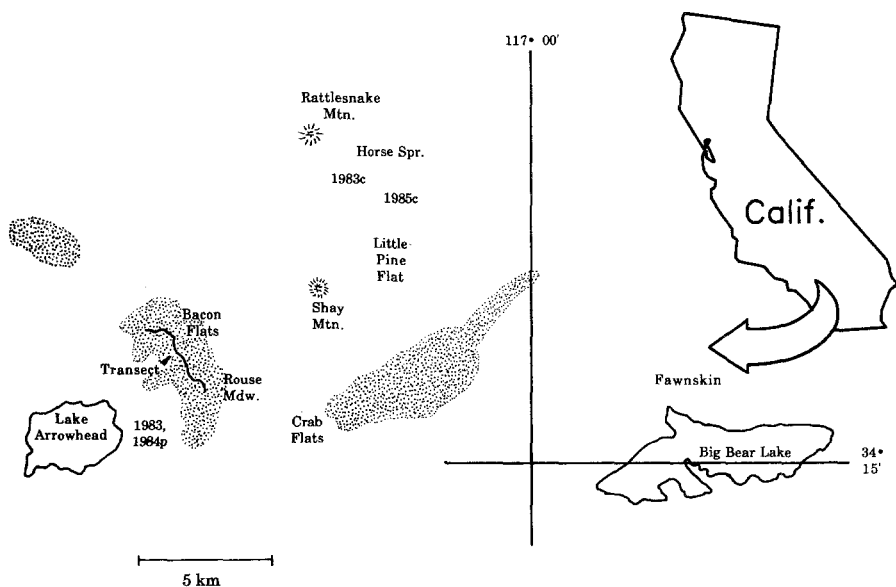 117° 00'
Rattlesnake
Mtn.
Horse Spr.
1983c
1985c
Calif.
Little
Pine
Flat
Shay
Mtn.
Bacon
Flats
Transect
Rouse
Mdw.
Fawnskin
Lake
Arrowhead
1983,
1984p
Crab
Flats
Big Bear Lake
34°
15'
5 km